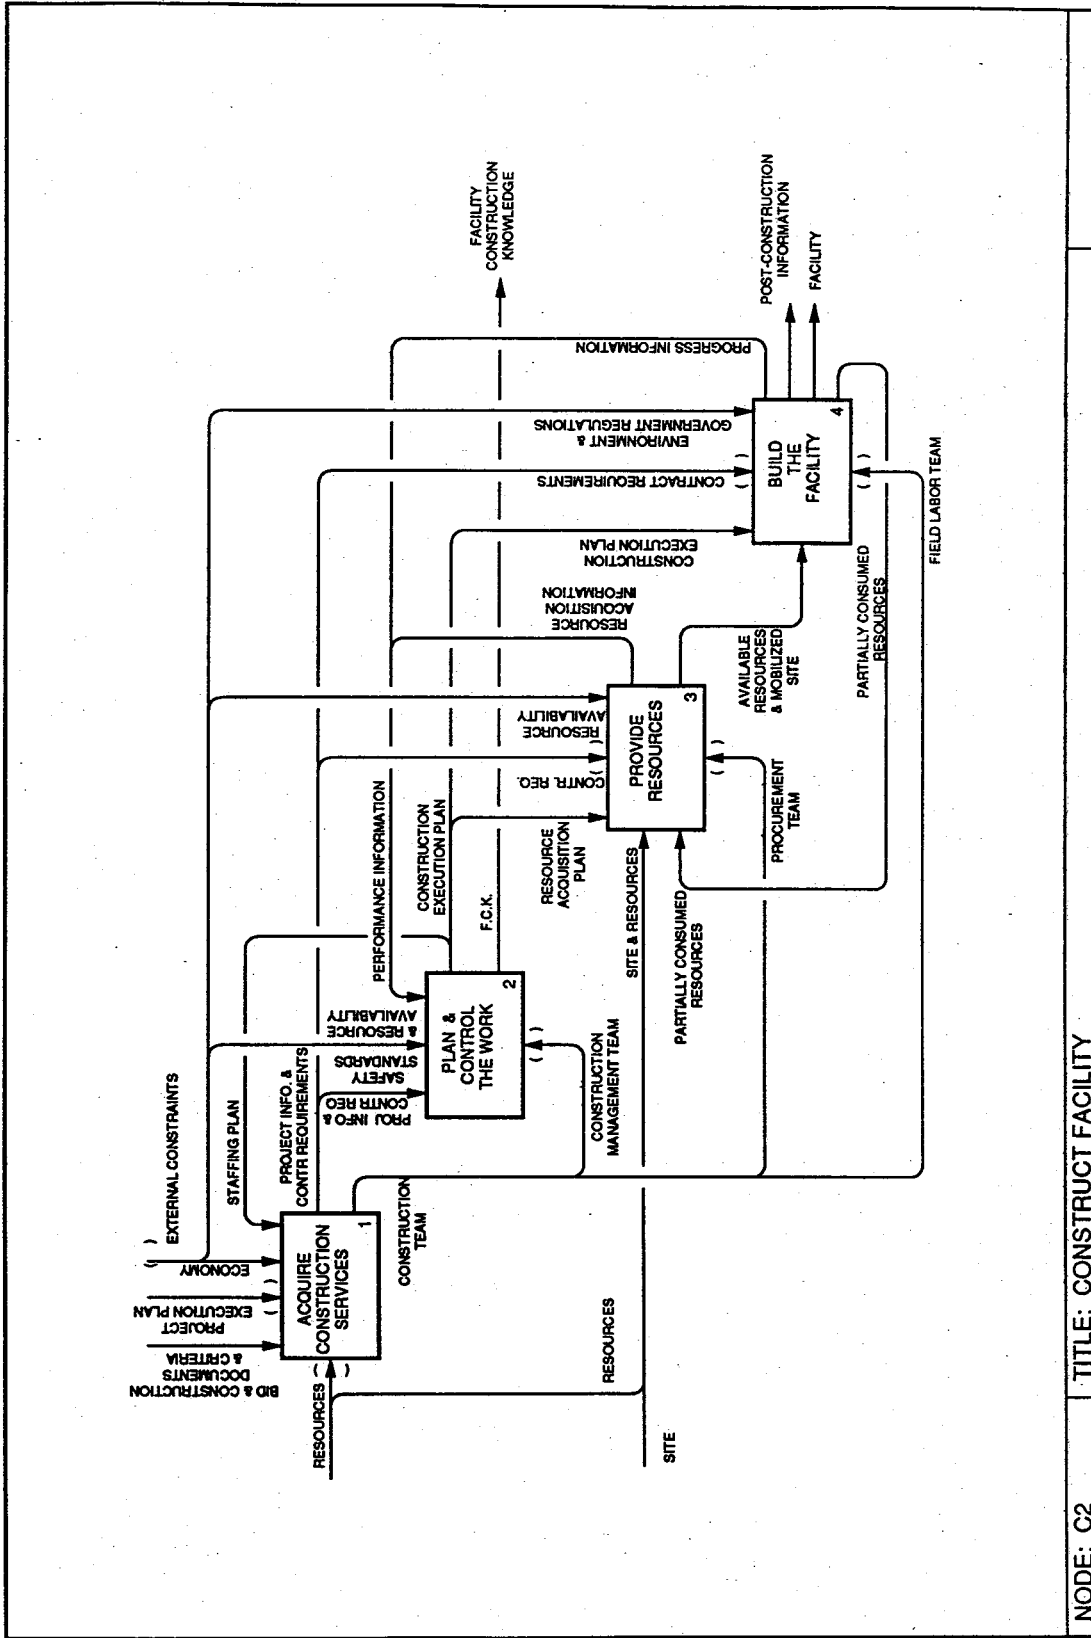 EXTERNAL CONSTRAINTS
BID & CONSTRUCTION
DOCUMENTS
& CRITERIA
PROJECT
EXECUTION PLAN
ECONOMY
STAFFING PLAN
RESOURCES
ACQUIRE
CONSTRUCTION
SERVICES
1
PROJECT INFO. &
CONTR REQUIREMENTS
CONSTRUCTION
TEAM
PROJ. INFO &
CONTR REQ
SAFETY
STANDARDS
& RESOURCE
AVAILABILITY
PERFORMANCE INFORMATION
PLAN &
CONTROL
THE WORK
2
CONSTRUCTION
EXECUTION PLAN
F.C.K.
FACILITY
CONSTRUCTION
KNOWLEDGE
CONSTRUCTION
MANAGEMENT TEAM
RESOURCE
ACQUISITION
PLAN
CONTR. REQ.
RESOURCE
AVAILABILITY
RESOURCE
ACQUISITION
INFORMATION
RESOURCES
SITE
SITE & RESOURCES
PROVIDE
RESOURCES
3
PARTIALLY CONSUMED
RESOURCES
PROCUREMENT
TEAM
AVAILABLE
RESOURCES
& MOBILIZED
SITE
CONSTRUCTION
EXECUTION PLAN
CONTRACT REQUIREMENTS
ENVIRONMENT &
GOVERNMENT REGULATIONS
PROGRESS INFORMATION
BUILD
THE
FACILITY
4
POST-CONSTRUCTION
INFORMATION
FACILITY
PARTIALLY CONSUMED
RESOURCES
FIELD LABOR TEAM
NODE: C2
TITLE: CONSTRUCT FACILITY